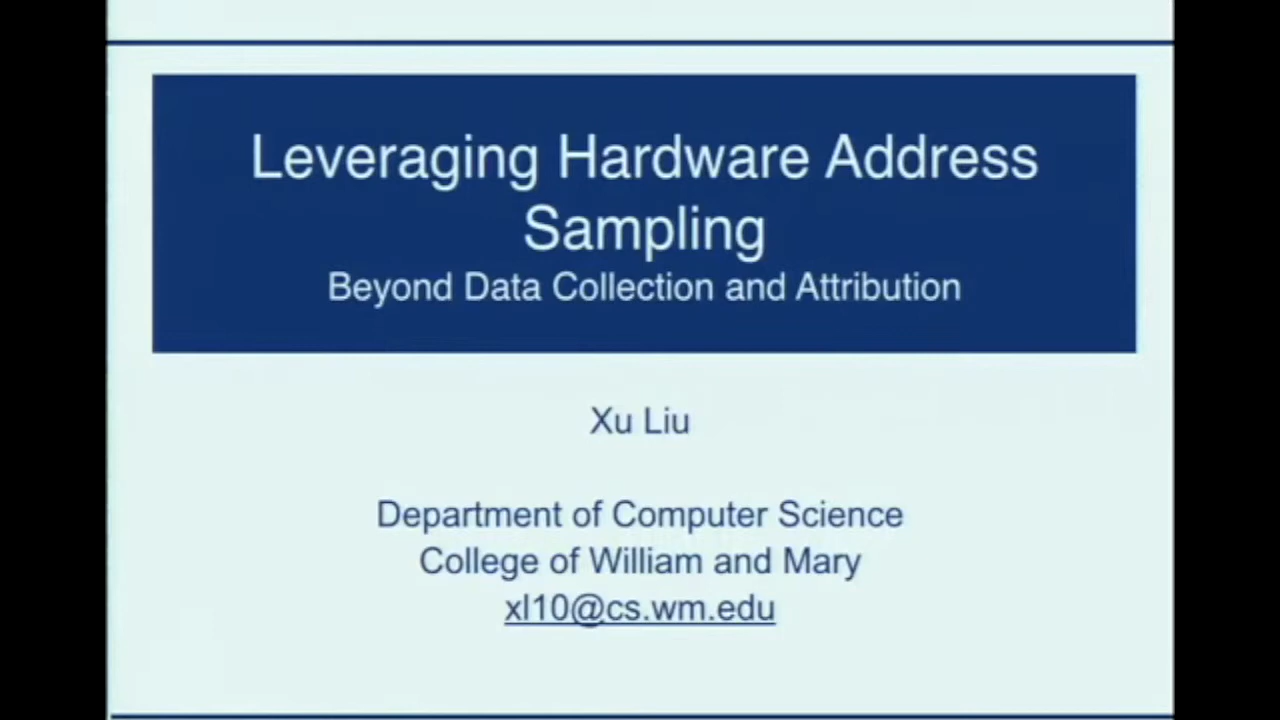 Leveraging Hardware Address
Sampling
Beyond Data Collection and Attribution
Xu Liu
Department of Computer Science
College of William and Mary
xl10@cs.wm.edu